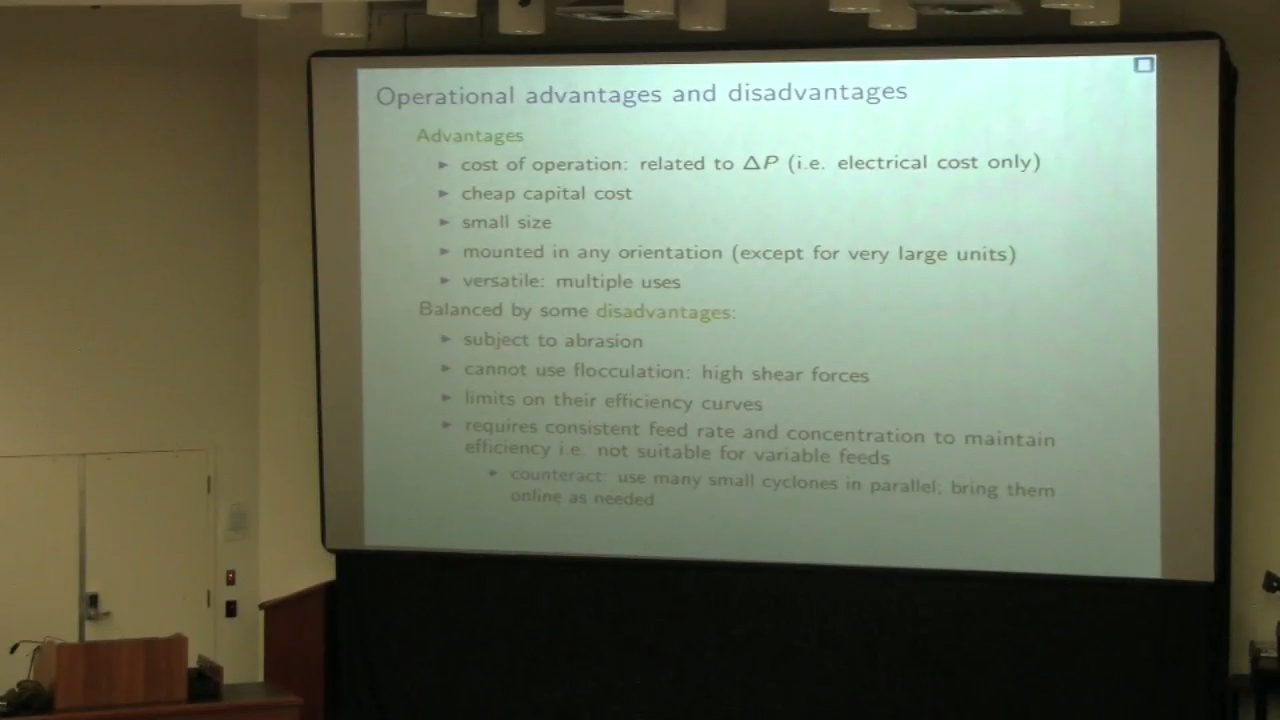 Operational advantages and disadvantages
Advantages
► cost of operation: related to ΔP (i.e. electrical cost only)
► cheap capital cost
► small size
► mounted in any orientation (except for very large units)
► versatile: multiple uses
Balanced by some disadvantages:
► subject to abrasion
► cannot use flocculation: high shear forces
► limits on their efficiency curves
► requires consistent feed rate and concentration to maintain
efficiency i.e. not suitable for variable feeds
► counteract: use many small cyclones in parallel; bring them
online as needed